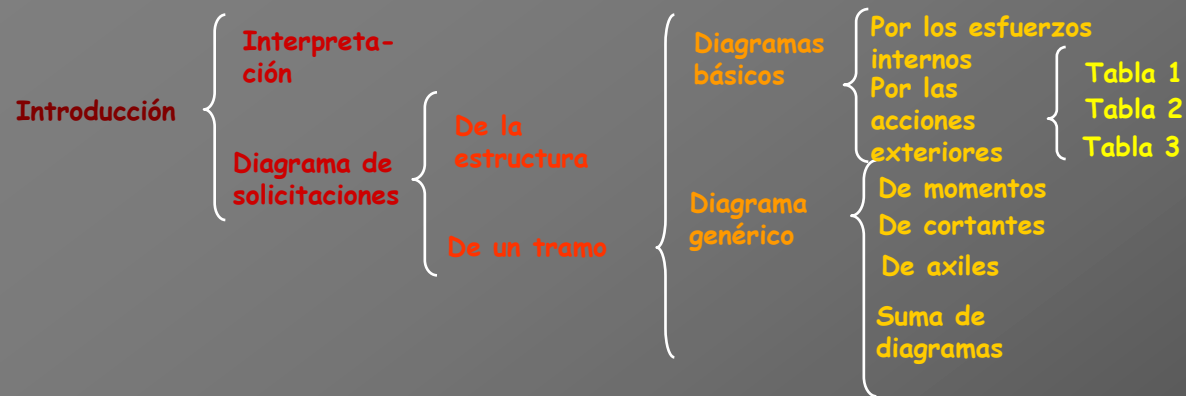 Introducción
Interpreta-
ción
Diagrama de
solicitaciones
De la
estructura
De un tramo
Diagramas
básicos
Diagrama
genérico
Por los esfuerzos
internos
Por las
acciones
exteriores
Tabla 1
Tabla 2
Tabla 3
De momentos
De cortantes
De axiles
Suma de
diagramas